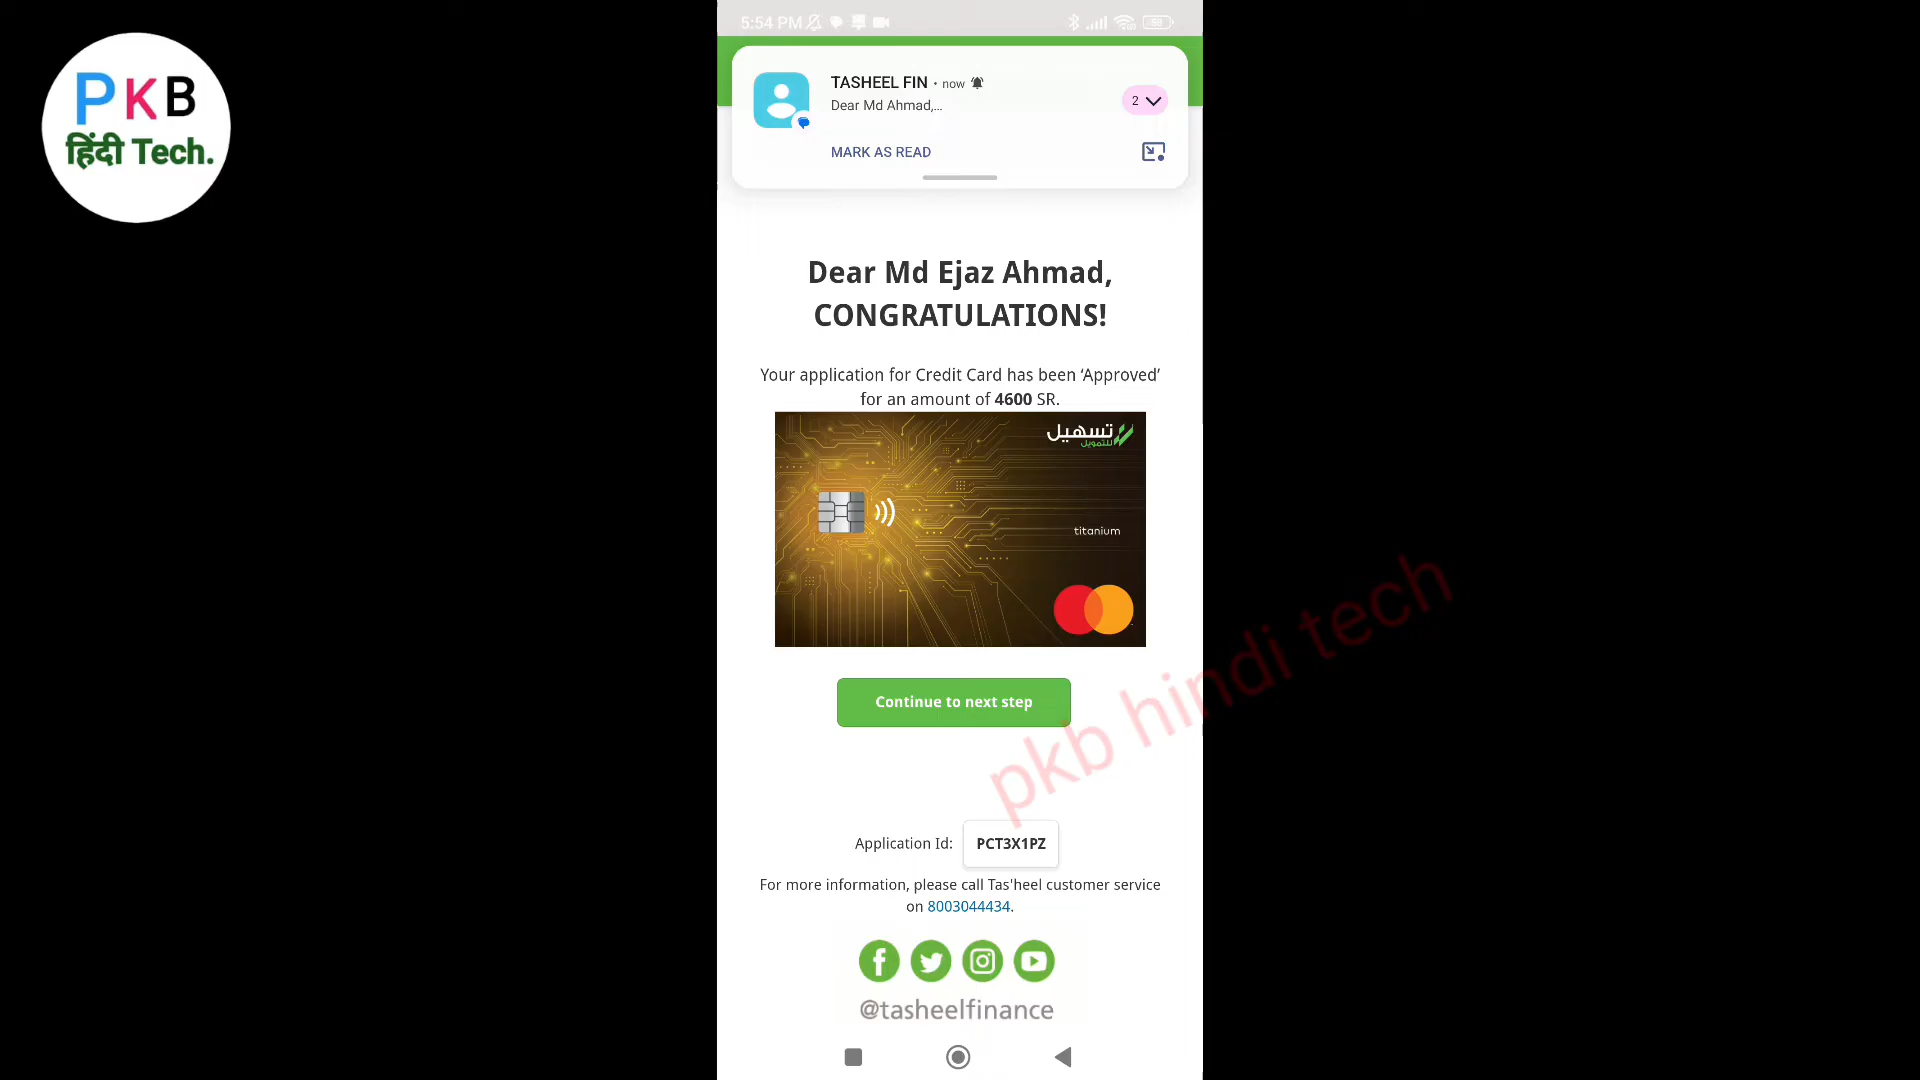 PKB
हिंदी Tech.
5:54 PM
58
TASHEEL FIN • now
Dear Md Ahmad,...
2
MARK AS READ
Dear Md Ejaz Ahmad,
CONGRATULATIONS!
Your application for Credit Card has been ‘Approved’
for an amount of 4600 SR.
تسهيل
للتمويل
titanium
Continue to next step
pkb hindi tech
Application Id: PCT3X1PZ
For more information, please call Tas'heel customer service
on 8003044434.
@tasheelfinance